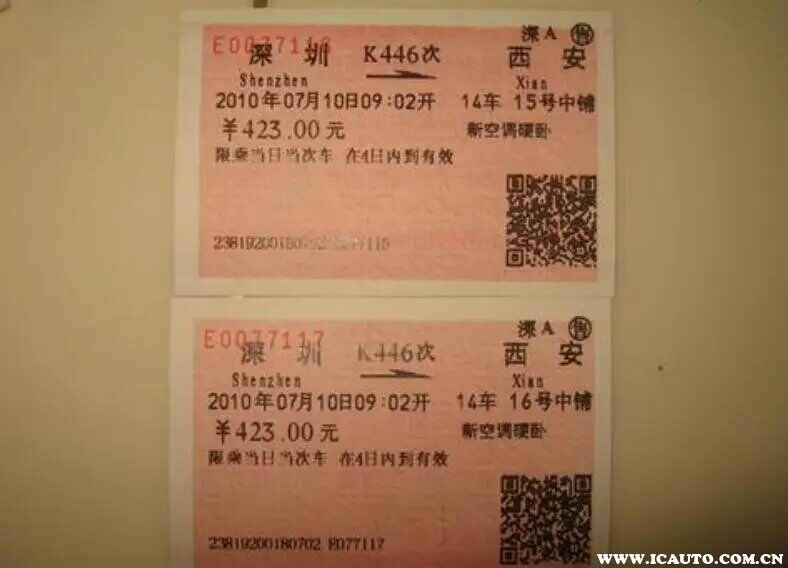 深A 售
E0077116
深圳 K446次 西安
Shenzhen Xian
2010年07月10日09:02开 14车 15号中铺
￥423.00元 新空调硬卧
限乘当日当次车 在4日内到有效
深A 售
E0077117
深圳 K446次 西安
Shenzhen Xian
2010年07月10日09:02开 14车 16号中铺
￥423.00元 新空调硬卧
限乘当日当次车 在4日内到有效
23819200180702 E077117
WWW.ICAUTO.COM.CN